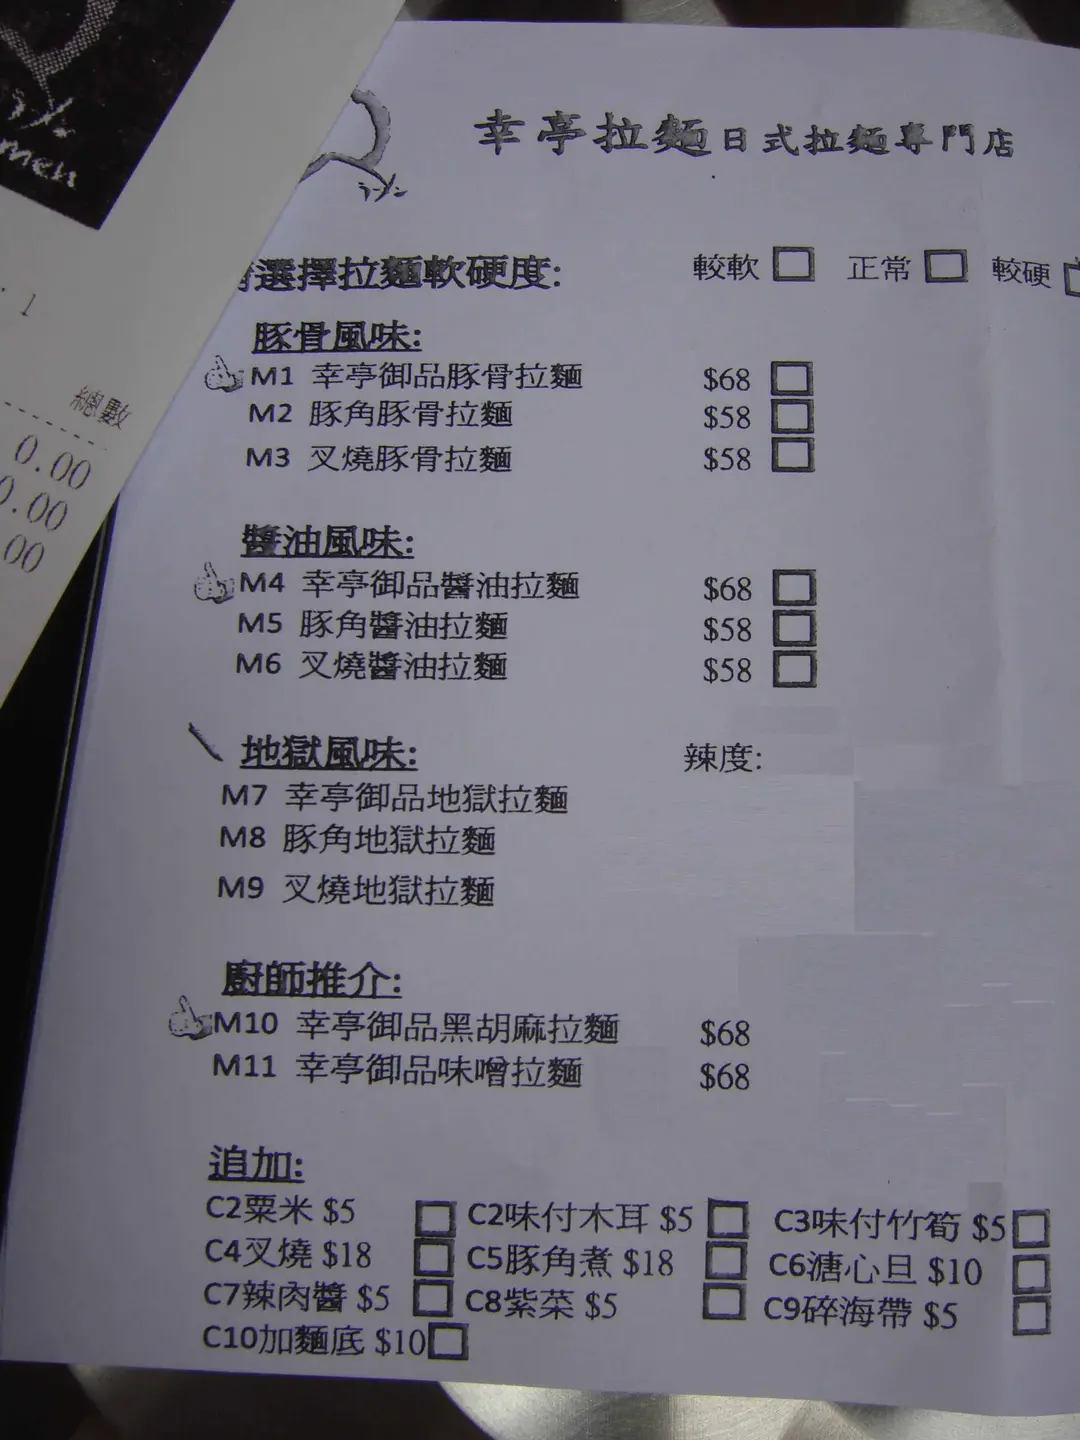 men
1
總數
0.00
0.00
00
ラーメン
幸亭拉麵日式拉麵專門店
選擇拉麵軟硬度: 較軟 正常 較硬
豚骨風味:
M1 幸亭御品豚骨拉麵 $68
M2 豚角豚骨拉麵 $58
M3 叉燒豚骨拉麵 $58
醬油風味:
M4 幸亭御品醬油拉麵 $68
M5 豚角醬油拉麵 $58
M6 叉燒醬油拉麵 $58
地獄風味: 辣度:
M7 幸亭御品地獄拉麵
M8 豚角地獄拉麵
M9 叉燒地獄拉麵
廚師推介:
M10 幸亭御品黑胡麻拉麵 $68
M11 幸亭御品味噌拉麵 $68
追加:
C2粟米 $5 C2味付木耳 $5 C3味付竹筍 $5
C4叉燒 $18 C5豚角煮 $18 C6溏心旦 $10
C7辣肉醬 $5 C8紫菜 $5 C9碎海帶 $5
C10加麵底 $10